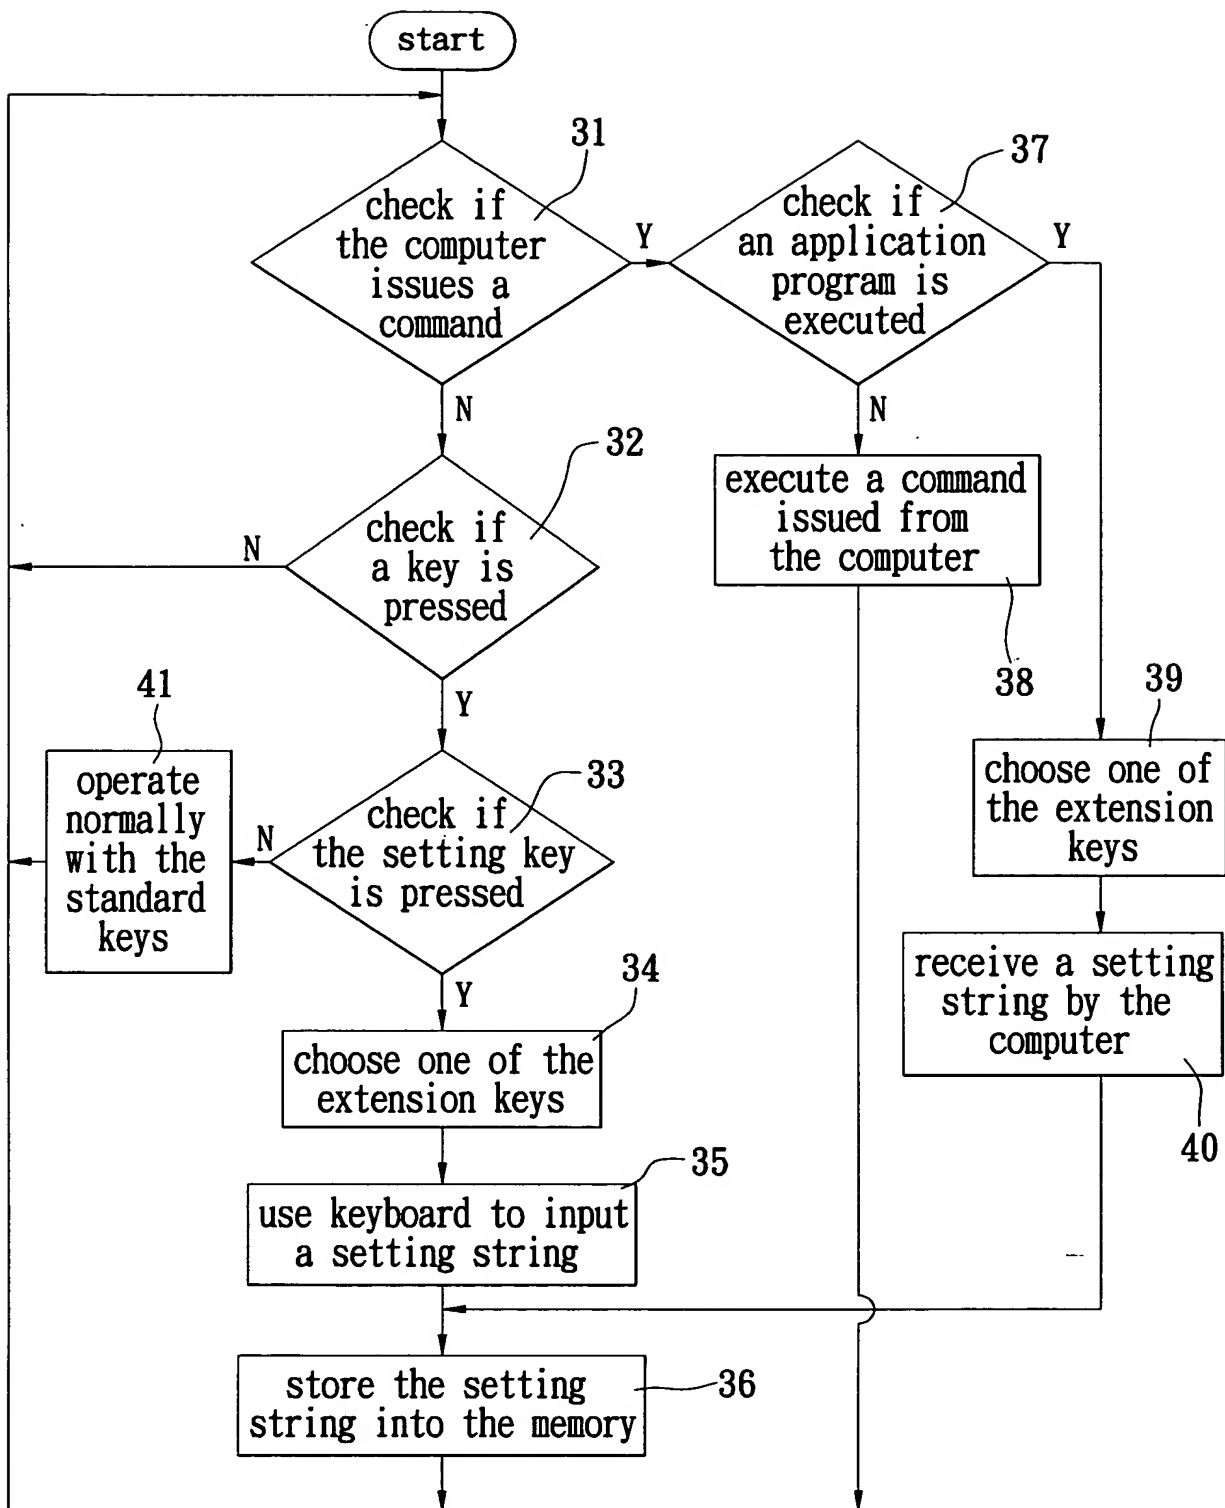 start
31
check if
the computer
issues a
command
Y
N
37
check if
an application
program is
executed
Y
N
32
check if
a key is
pressed
N
Y
execute a command
issued from
the computer
38
41
operate
normally
with the
standard
keys
33
check if
the setting key
is pressed
N
Y
39
choose one of
the extension
keys
34
choose one of the
extension keys
receive a setting
string by the
computer
40
35
use keyboard to input
a setting string
36
store the setting
string into the memory